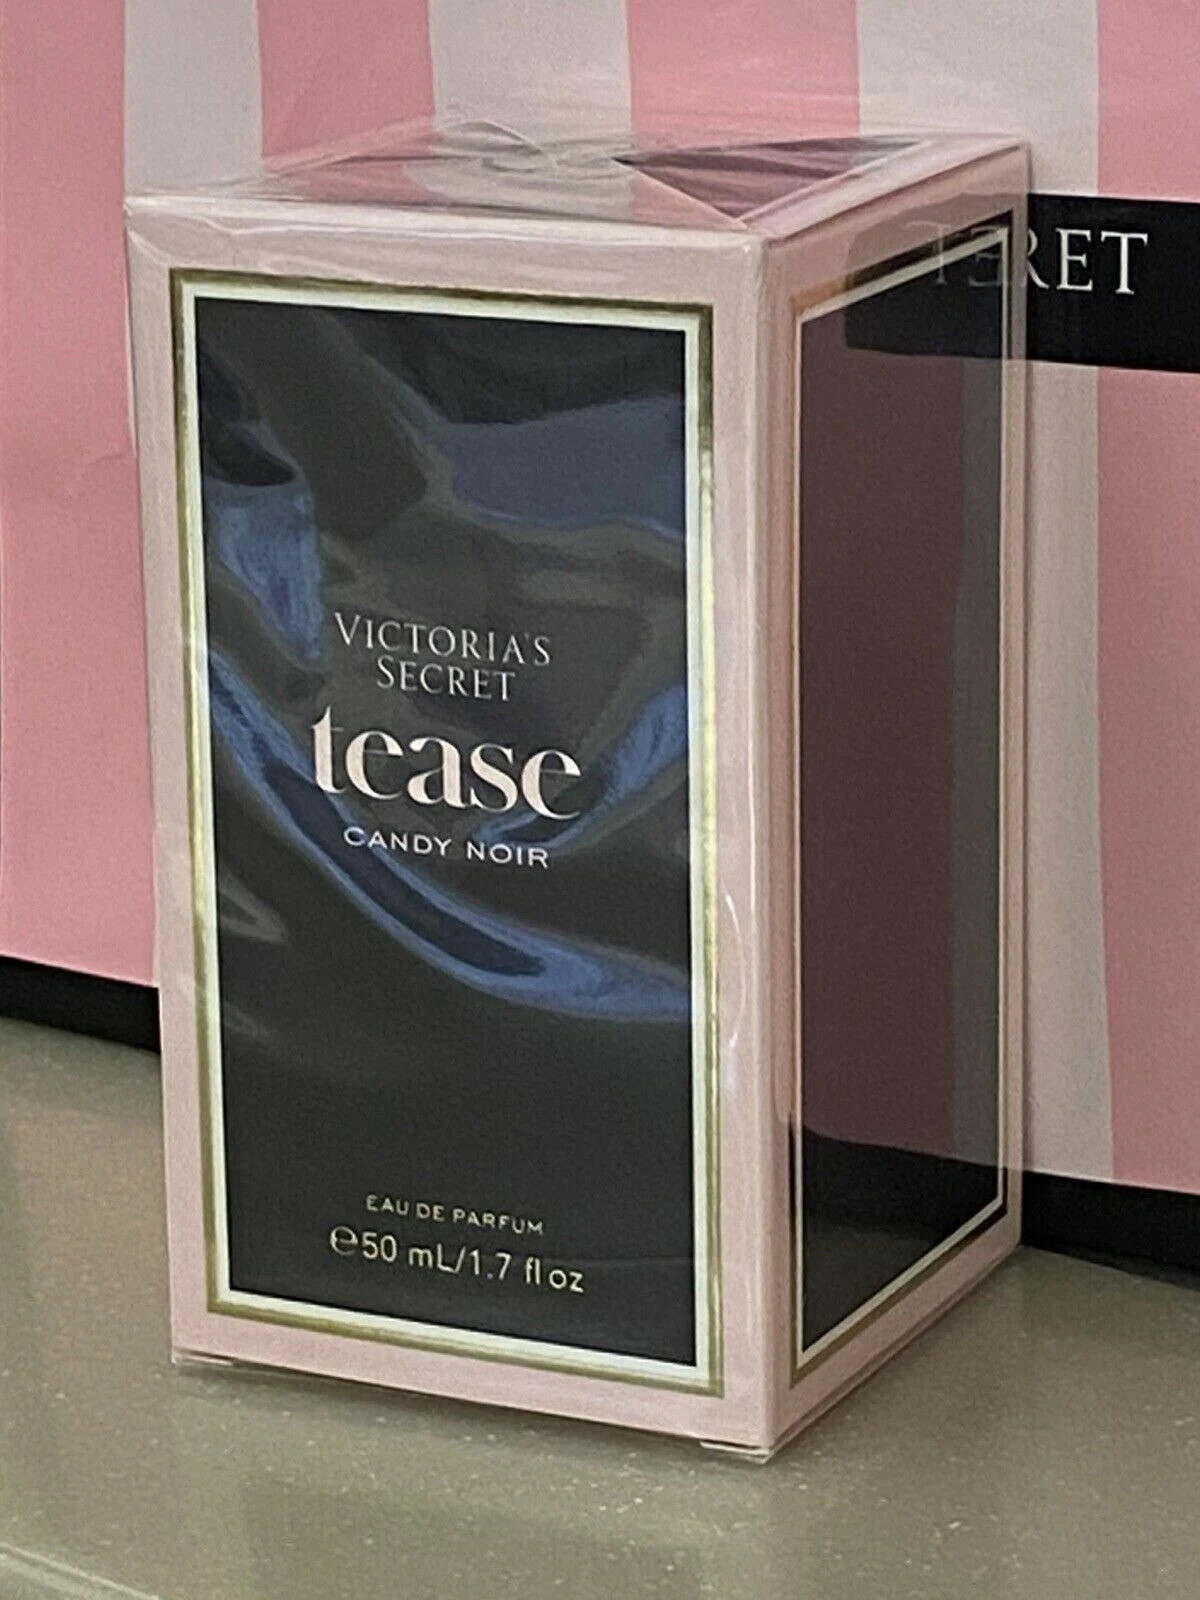 VICTORIA'S
SECRET
tease
CANDY NOIR
EAU DE PARFUM
℮50 mL/1.7 fl oz
RET